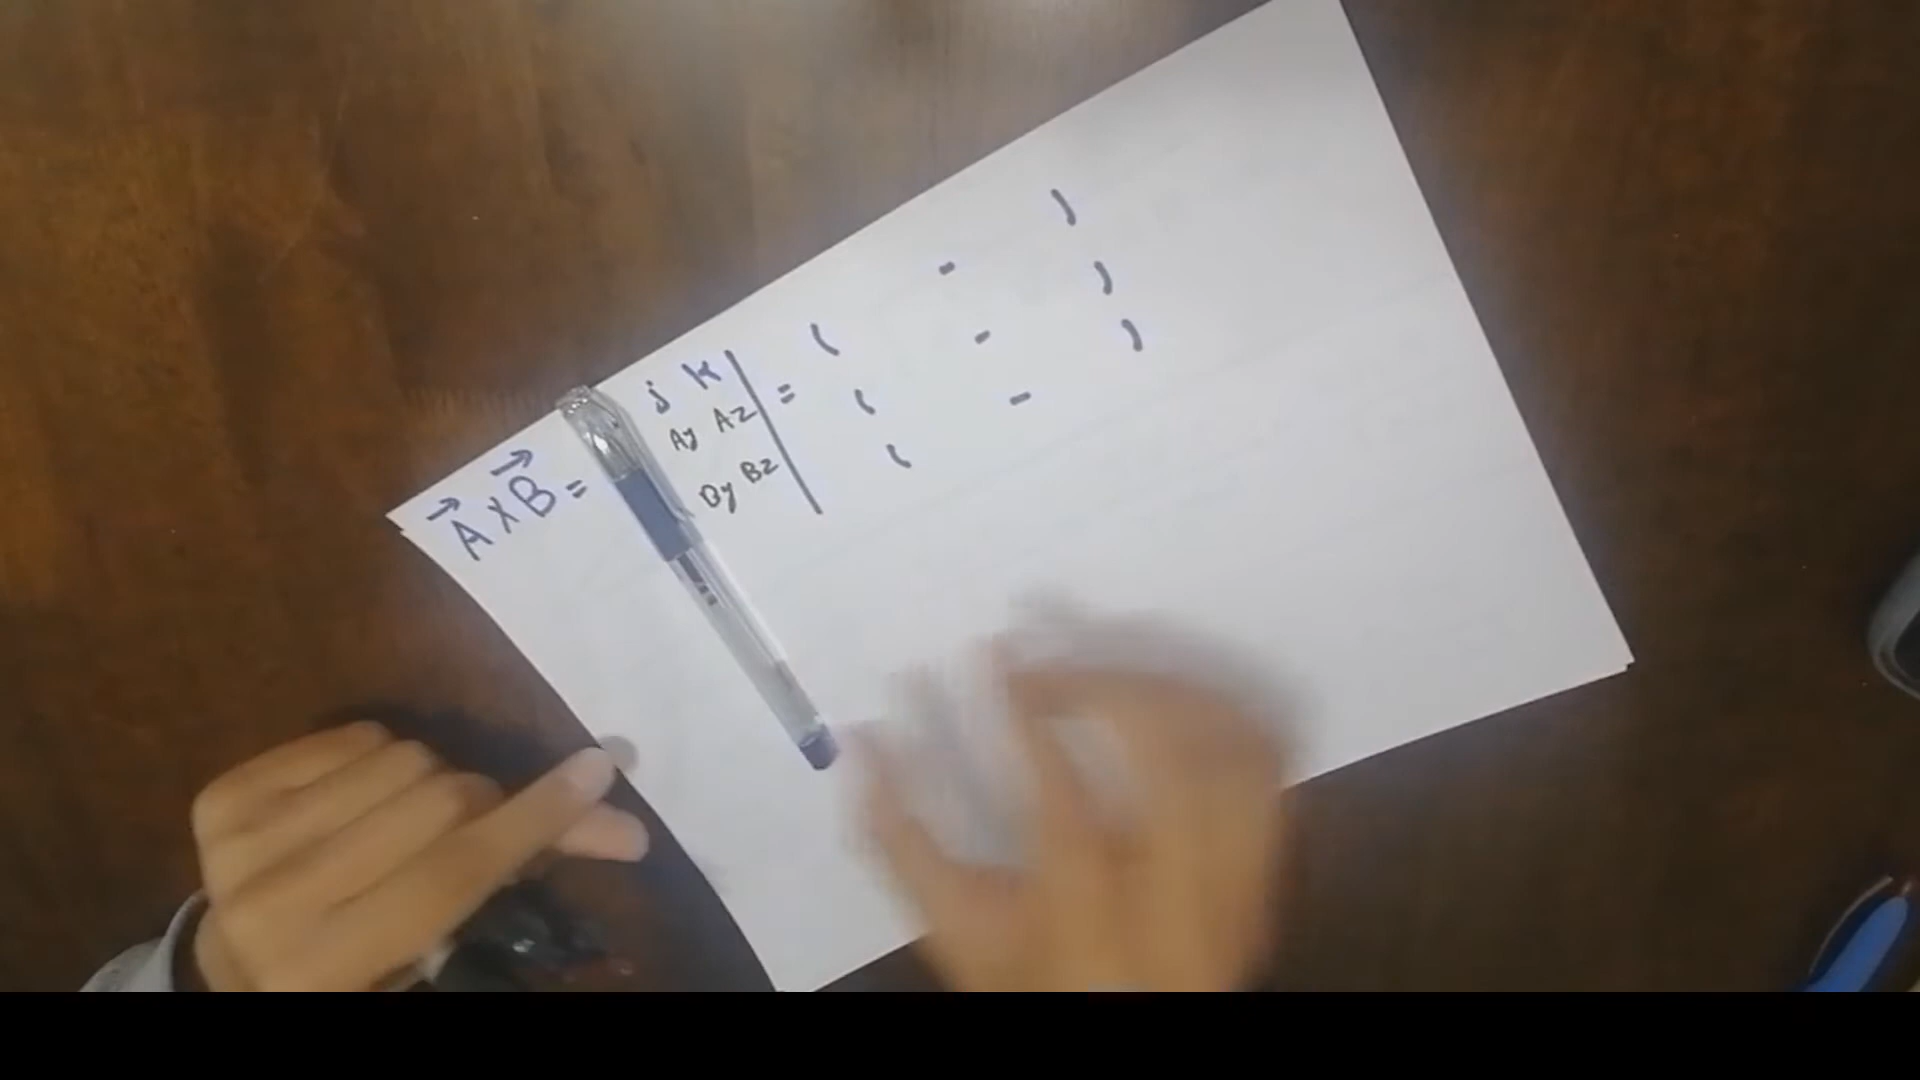 A⃗ X B⃗ = j k | = ( - )
Ay Az | ( - )
By Bz | ( - )